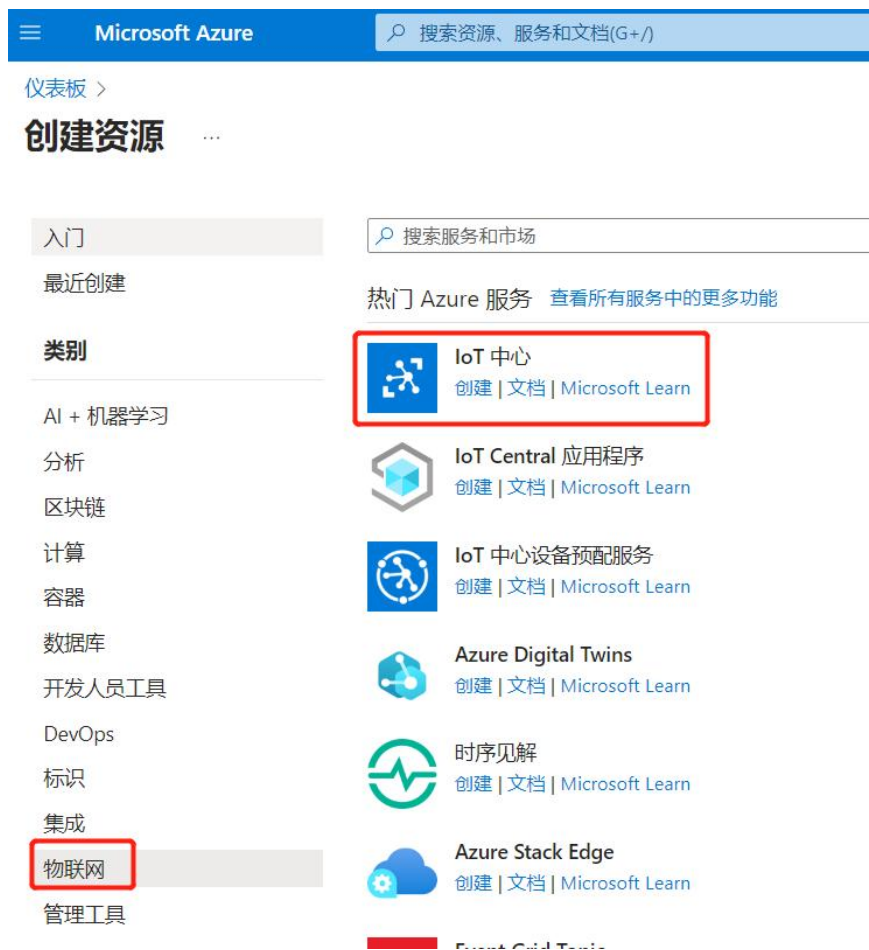 Microsoft Azure
搜索资源、服务和文档(G+/)
仪表板 >
创建资源 ...
入门
最近创建
类别
AI + 机器学习
分析
区块链
计算
容器
数据库
开发人员工具
DevOps
标识
集成
物联网
管理工具
搜索服务和市场
热门 Azure 服务 查看所有服务中的更多功能
IoT 中心
创建 | 文档 | Microsoft Learn
IoT Central 应用程序
创建 | 文档 | Microsoft Learn
IoT 中心设备预配服务
创建 | 文档 | Microsoft Learn
Azure Digital Twins
创建 | 文档 | Microsoft Learn
时序见解
创建 | 文档 | Microsoft Learn
Azure Stack Edge
创建 | 文档 | Microsoft Learn
Event Grid Topic